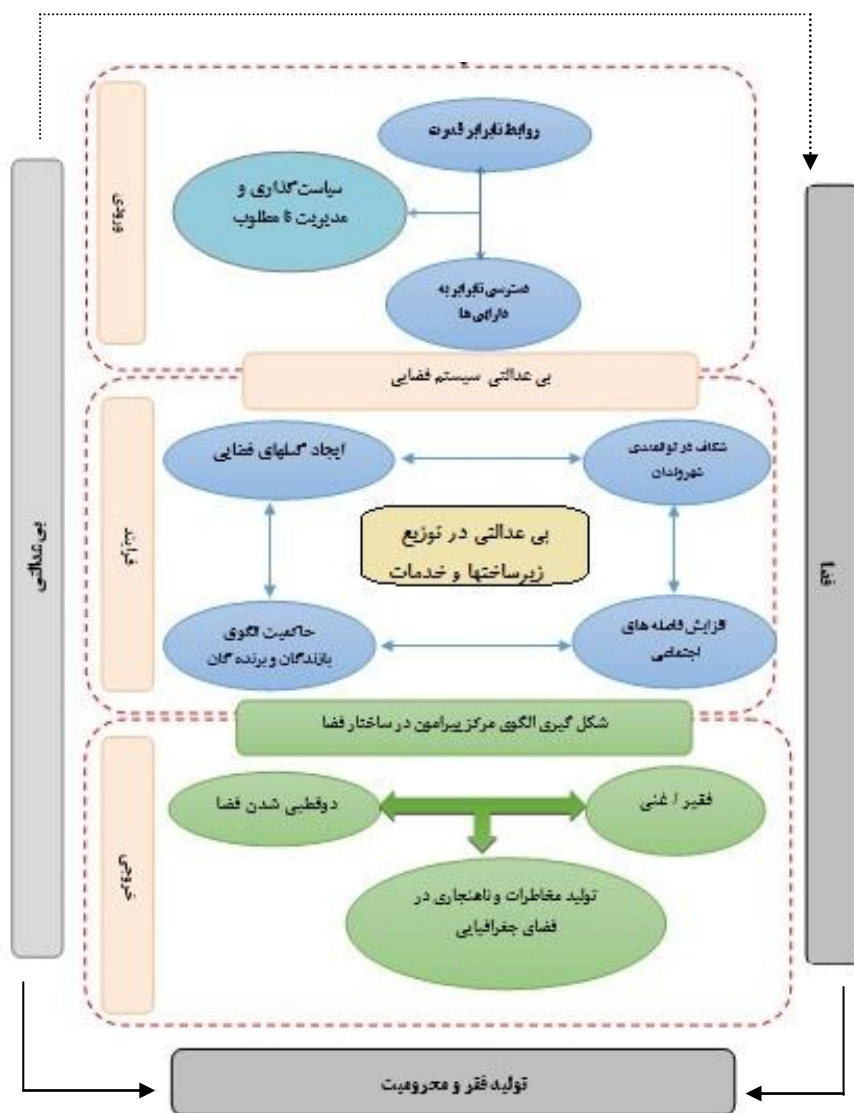 روابط نابرابر قدرت
سیاست گذاری و
مدیریت نا مطلوب
دسترسی نابرابر به
دارایی ها
ورودی
بی عدالتی سیستم فضایی
شکاف در توانمندی
شهروندان
ایجاد گسلهای فضایی
بی عدالتی در توزیع
زیرساختها و خدمات
افزایش فاصله های
اجتماعی
حاکمیت الگوی
بازندگان و برنده گان
فرایند
فضا
بی عدالتی
شکل گیری الگوی مرکز پیرامون در ساختار فضا
فقیر / غنی
دوقطبی شدن فضا
تولید مخاطرات و ناهنجاری در
فضای جغرافیایی
خروجی
تولید فقر و محرومیت